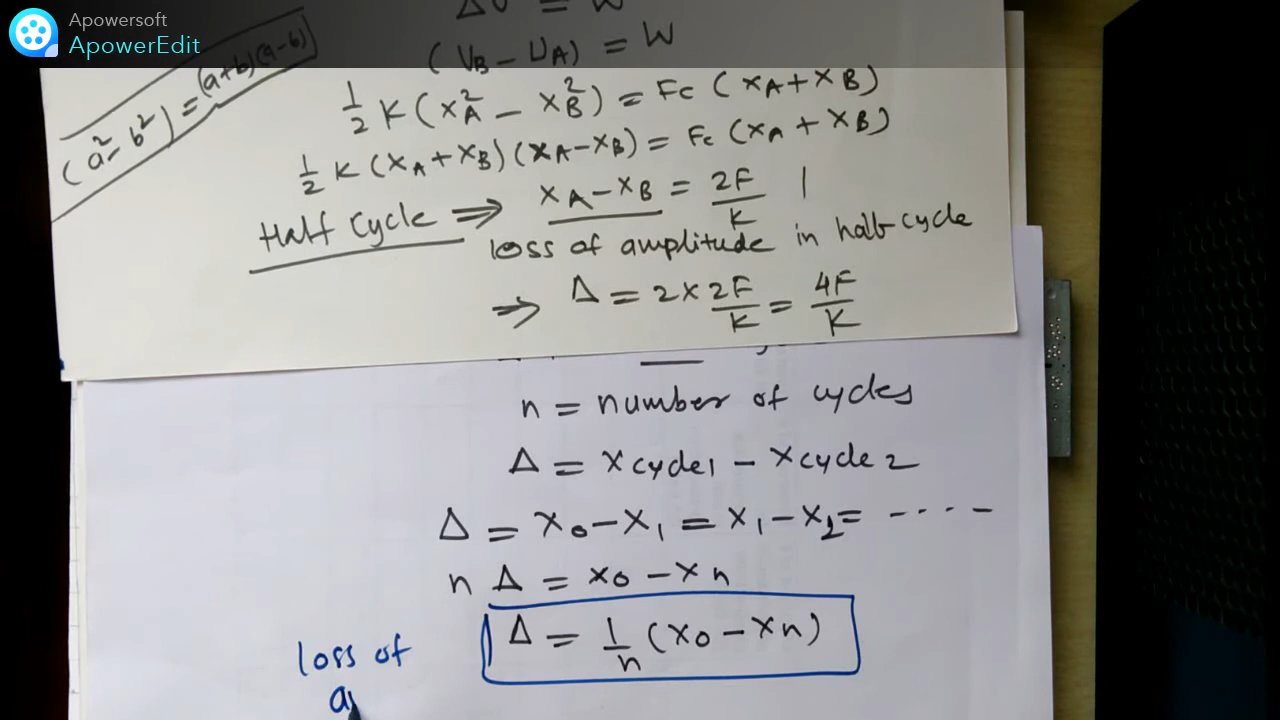 Apowersoft
ApowerEdit
ΔU = W
(U_B - U_A) = W
(a² - b²) = (a+b)(a-b)
1/2 K (x_A² - x_B²) = Fc (x_A + x_B)
1/2 K (x_A + x_B) (x_A - x_B) = Fc (x_A + x_B)
Half Cycle ⇒ x_A - x_B = 2F/K |
loss of amplitude in half cycle
⇒ Δ = 2 x 2F/K = 4F/K
n = number of cycles
Δ = x cycle1 - x cycle 2
Δ = x₀ - x₁ = x₁ - x₂ = - - - - -
n Δ = x₀ - xₙ
Δ = 1/n (x₀ - xₙ)
loss of
a